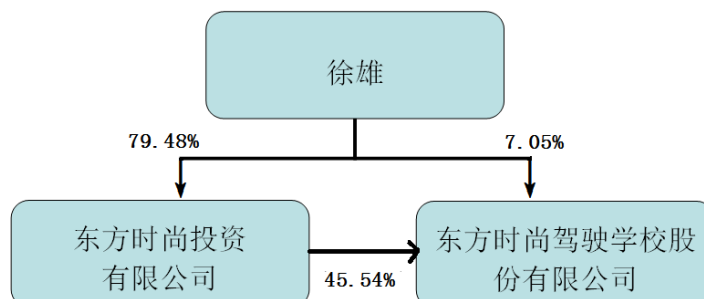 徐雄
79.48%
7.05%
东方时尚投资
有限公司
45.54%
东方时尚驾驶学校股
份有限公司